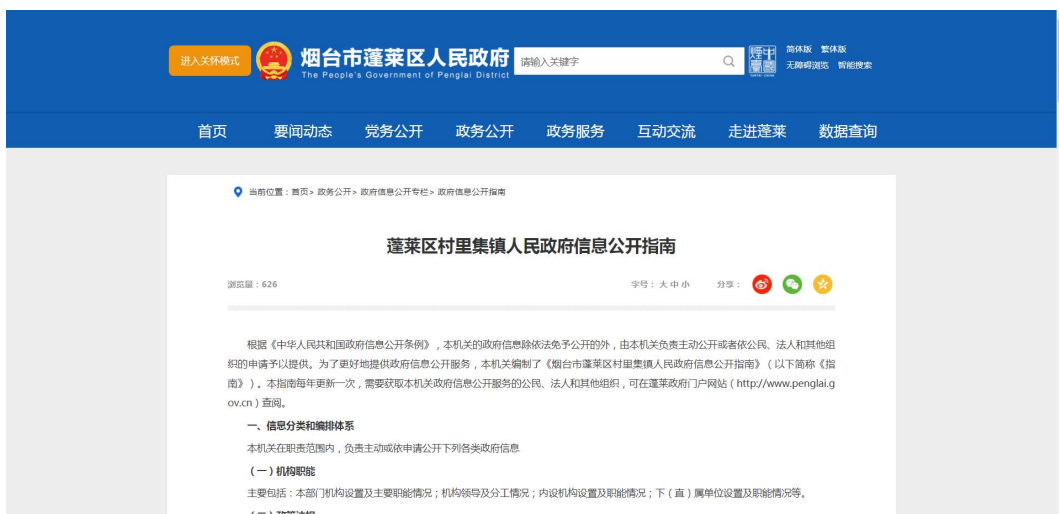 进入关怀模式
烟台市蓬莱区人民政府
The People's Government of Penglai District
请输入关键字
简体版 繁体版
无障碍浏览 智能搜索
首页 要闻动态 党务公开 政务公开 政务服务 互动交流 走进蓬莱 数据查询
当前位置：首页> 政务公开> 政府信息公开专栏> 政府信息公开指南
蓬莱区村里集镇人民政府信息公开指南
浏览量：626
字号：大 中 小 分享：
根据《中华人民共和国政府信息公开条例》，本机关的政府信息除依法免予公开的外，由本机关负责主动公开或者依公民、法人和其他组
织的申请予以提供。为了更好地提供政府信息公开服务，本机关编制了《烟台市蓬莱区村里集镇人民政府信息公开指南》（以下简称《指
南》）。本指南每年更新一次，需要获取本机关政府信息公开服务的公民、法人和其他组织，可在蓬莱政府门户网站（http://www.penglai.g
ov.cn）查阅。
一、信息分类和编排体系
本机关在职责范围内，负责主动或依申请公开下列各类政府信息
（一）机构职能
主要包括：本部门机构设置及主要职能情况；机构领导及分工情况；内设机构设置及职能情况；下（直）属单位设置及职能情况等。